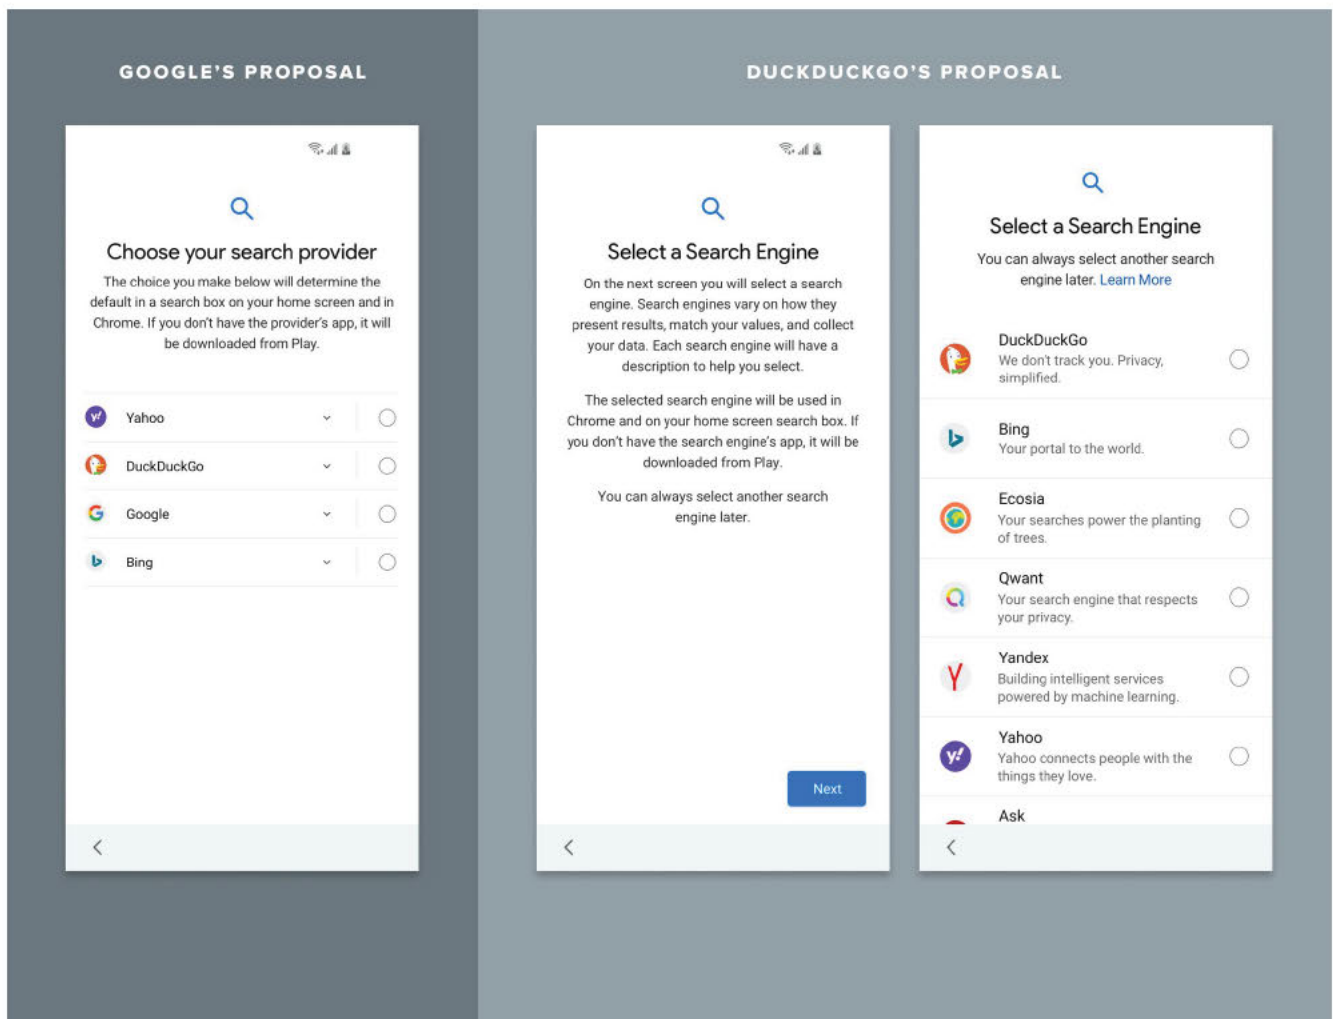 GOOGLE'S PROPOSAL
Choose your search provider
The choice you make below will determine the
default in a search box on your home screen and in
Chrome. If you don't have the provider's app, it will
be downloaded from Play.
Yahoo
DuckDuckGo
Google
Bing
DUCKDUCKGO'S PROPOSAL
Select a Search Engine
On the next screen you will select a search
engine. Search engines vary on how they
present results, match your values, and collect
your data. Each search engine will have a
description to help you select.
The selected search engine will be used in
Chrome and on your home screen search box. If
you don't have the search engine's app, it will be
downloaded from Play.
You can always select another search
engine later.
Next
Select a Search Engine
You can always select another search
engine later. Learn More
DuckDuckGo
We don't track you. Privacy,
simplified.
Bing
Your portal to the world.
Ecosia
Your searches power the planting
of trees.
Qwant
Your search engine that respects
your privacy.
Yandex
Building intelligent services
powered by machine learning.
Yahoo
Yahoo connects people with the
things they love.
Ask